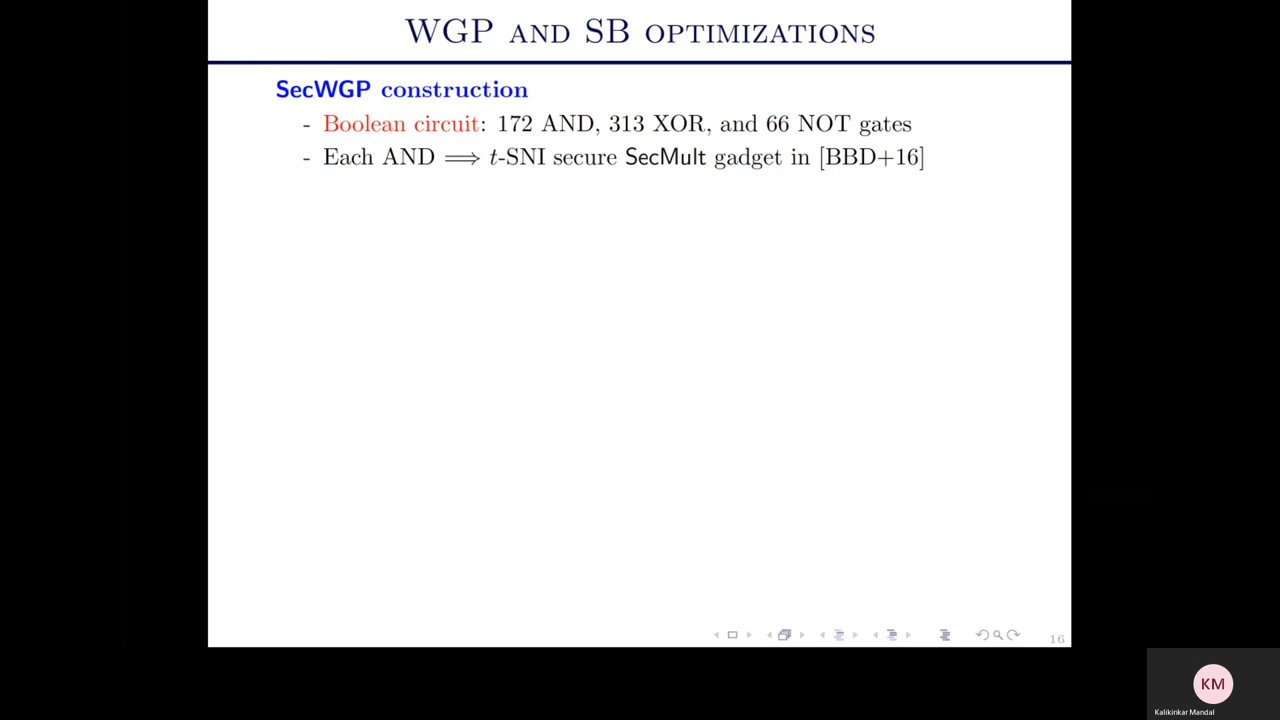 WGP AND SB OPTIMIZATIONS
SecWGP construction
- Boolean circuit: 172 AND, 313 XOR, and 66 NOT gates
- Each AND ⟹ t-SNI secure SecMult gadget in [BBD+16]
16
KM
Kalikinkar Mandal